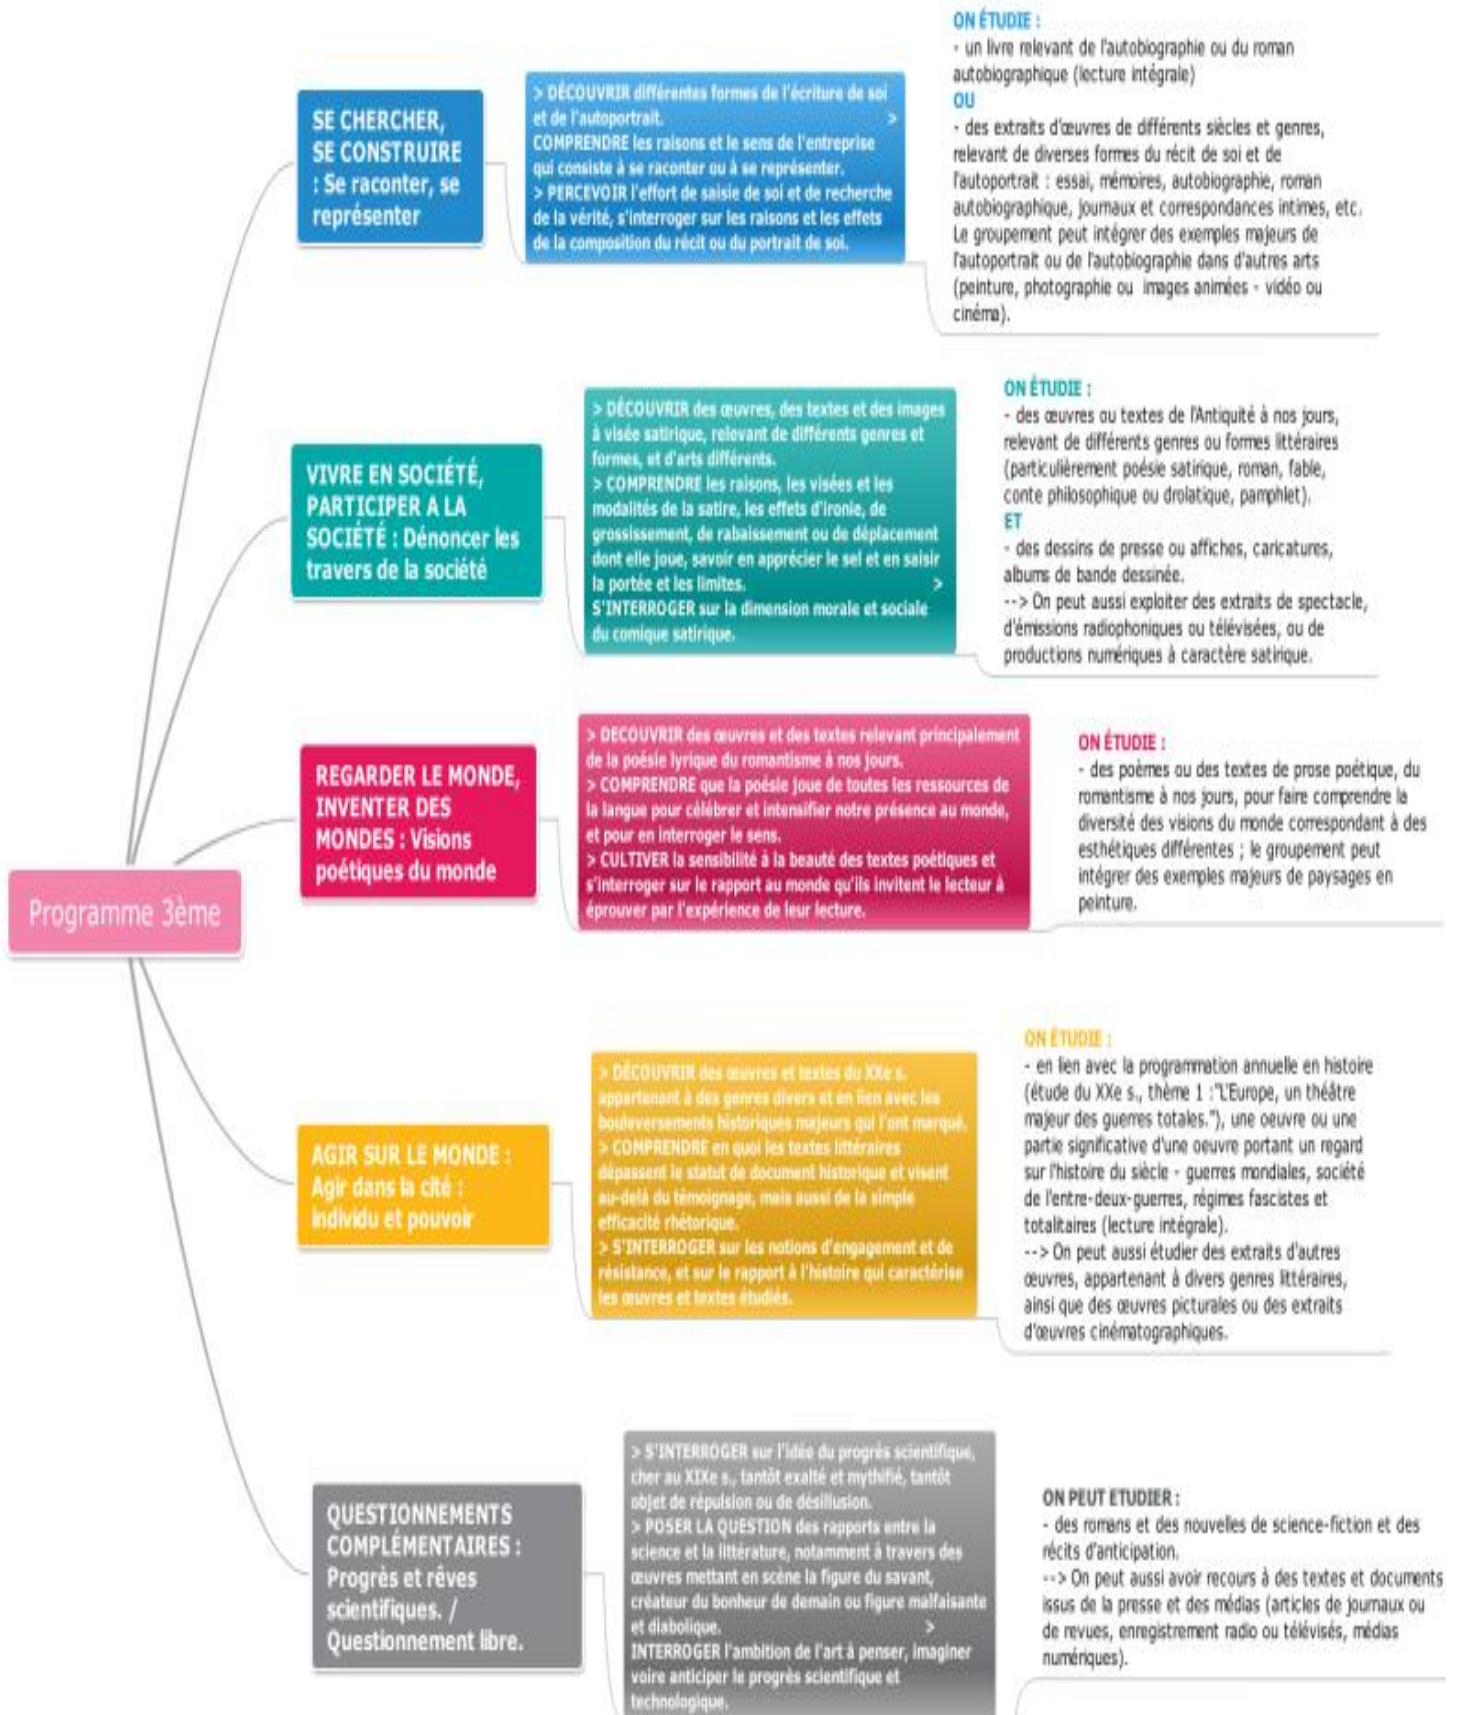 Programme 3ème
SE CHERCHER,
SE CONSTRUIRE
: Se raconter, se
représenter
> DÉCOUVRIR différentes formes de l'écriture de soi
et de l'autoportrait. >
COMPRENDRE les raisons et le sens de l'entreprise
qui consiste à se raconter ou à se représenter.
> PERCEVOIR l'effort de saisie de soi et de recherche
de la vérité, s'interroger sur les raisons et les effets
de la composition du récit ou du portrait de soi.
ON ÉTUDIE :
- un livre relevant de l'autobiographie ou du roman
autobiographique (lecture intégrale)
OU
- des extraits d'œuvres de différents siècles et genres,
relevant de diverses formes du récit de soi et de
l'autoportrait : essai, mémoires, autobiographie, roman
autobiographique, journaux et correspondances intimes, etc.
Le groupement peut intégrer des exemples majeurs de
l'autoportrait ou de l'autobiographie dans d'autres arts
(peinture, photographie ou images animées - vidéo ou
cinéma).
VIVRE EN SOCIÉTÉ,
PARTICIPER A LA
SOCIÉTÉ : Dénoncer les
travers de la société
> DÉCOUVRIR des œuvres, des textes et des images
à visée satirique, relevant de différents genres et
formes, et d'arts différents.
> COMPRENDRE les raisons, les visées et les
modalités de la satire, les effets d'ironie, de
grossissement, de rabaissement ou de déplacement
dont elle joue, savoir en apprécier le sel et en saisir
la portée et les limites. >
S'INTERROGER sur la dimension morale et sociale
du comique satirique.
ON ÉTUDIE :
- des œuvres ou textes de l'Antiquité à nos jours,
relevant de différents genres ou formes littéraires
(particulièrement poésie satirique, roman, fable,
conte philosophique ou drolatique, pamphlet).
ET
- des dessins de presse ou affiches, caricatures,
albums de bande dessinée.
--> On peut aussi exploiter des extraits de spectacle,
d'émissions radiophoniques ou télévisées, ou de
productions numériques à caractère satirique.
REGARDER LE MONDE,
INVENTER DES
MONDES : Visions
poétiques du monde
> DECOUVRIR des œuvres et des textes relevant principalement
de la poésie lyrique du romantisme à nos jours.
> COMPRENDRE que la poésie joue de toutes les ressources de
la langue pour célébrer et intensifier notre présence au monde,
et pour en interroger le sens.
> CULTIVER la sensibilité à la beauté des textes poétiques et
s'interroger sur le rapport au monde qu'ils invitent le lecteur à
éprouver par l'expérience de leur lecture.
ON ÉTUDIE :
- des poèmes ou des textes de prose poétique, du
romantisme à nos jours, pour faire comprendre la
diversité des visions du monde correspondant à des
esthétiques différentes ; le groupement peut
intégrer des exemples majeurs de paysages en
peinture.
AGIR SUR LE MONDE :
Agir dans la cité :
individu et pouvoir
> DÉCOUVRIR des œuvres et textes du XXe s.
appartenant à des genres divers et en lien avec les
bouleversements historiques majeurs qui l'ont marqué.
> COMPRENDRE en quoi les textes littéraires
dépassent le statut de document historique et visent
au-delà du témoignage, mais aussi de la simple
efficacité rhétorique.
> S'INTERROGER sur les notions d'engagement et de
résistance, et sur le rapport à l'histoire qui caractérise
les œuvres et textes étudiés.
ON ÉTUDIE :
- en lien avec la programmation annuelle en histoire
(étude du XXe s., thème 1 :"L'Europe, un théâtre
majeur des guerres totales."), une oeuvre ou une
partie significative d'une oeuvre portant un regard
sur l'histoire du siècle - guerres mondiales, société
de l'entre-deux-guerres, régimes fascistes et
totalitaires (lecture intégrale).
--> On peut aussi étudier des extraits d'autres
œuvres, appartenant à divers genres littéraires,
ainsi que des œuvres picturales ou des extraits
d'œuvres cinématographiques.
QUESTIONNEMENTS
COMPLÉMENTAIRES :
Progrès et rêves
scientifiques. /
Questionnement libre.
> S'INTERROGER sur l'idée du progrès scientifique,
cher au XIXe s., tantôt exalté et mythifié, tantôt
objet de répulsion ou de désillusion.
> POSER LA QUESTION des rapports entre la
science et la littérature, notamment à travers des
œuvres mettant en scène la figure du savant,
créateur du bonheur de demain ou figure malfaisante
et diabolique. >
INTERROGER l'ambition de l'art à penser, imaginer
voire anticiper le progrès scientifique et
technologique.
ON PEUT ETUDIER :
- des romans et des nouvelles de science-fiction et des
récits d'anticipation.
--> On peut aussi avoir recours à des textes et documents
issus de la presse et des médias (articles de journaux ou
de revues, enregistrement radio ou télévisés, médias
numériques).